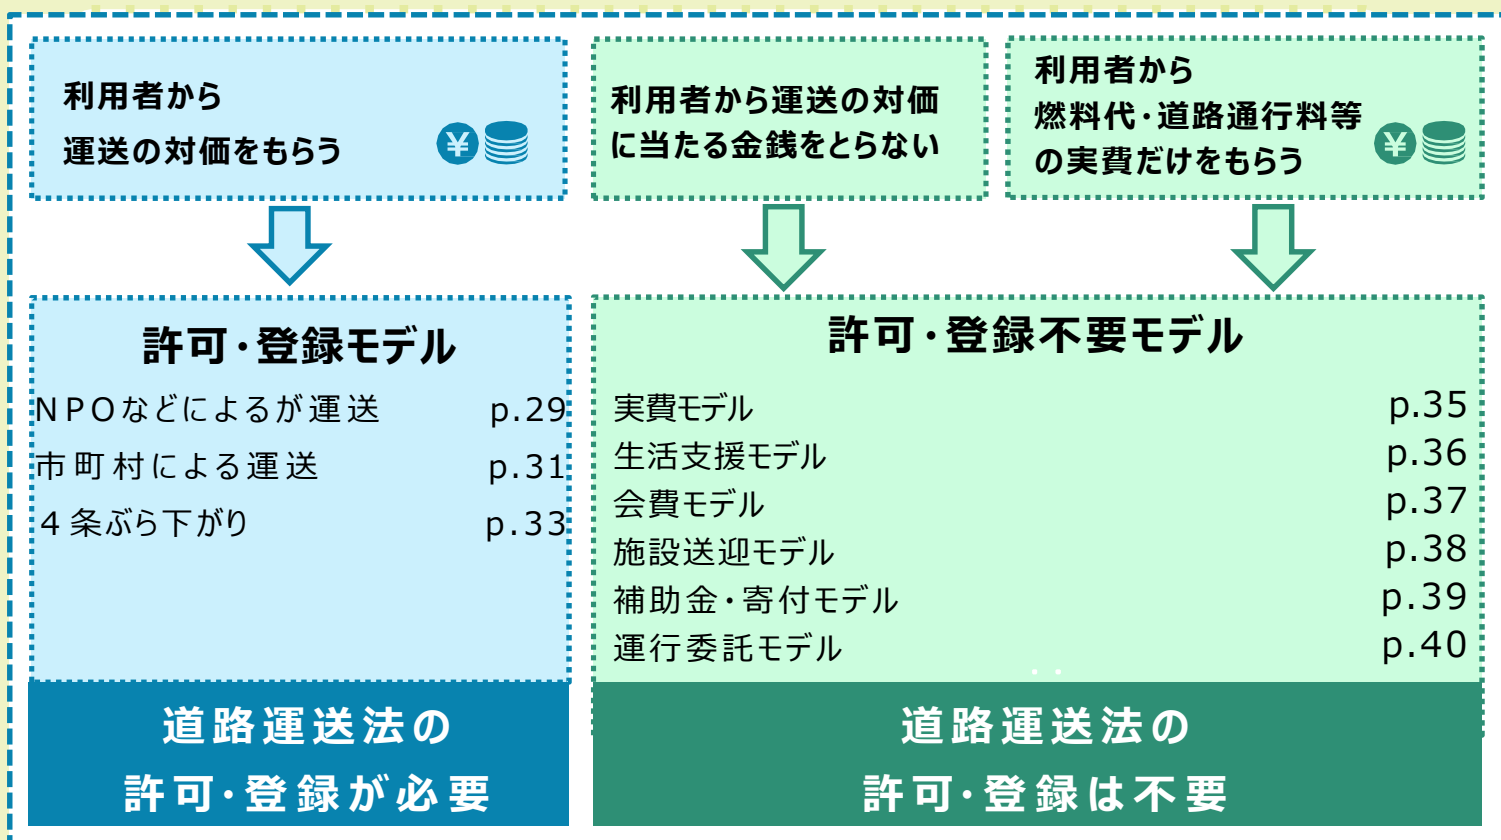 利用者から
運送の対価をもらう
¥
利用者から運送の対価
に当たる金銭をとらない
利用者から
燃料代・道路通行料等
の実費だけをもらう
¥
許可・登録モデル
NPOなどによるが運送 p.29
市町村による運送 p.31
4条ぶら下がり p.33
道路運送法の
許可・登録が必要
許可・登録不要モデル
実費モデル p.35
生活支援モデル p.36
会費モデル p.37
施設送迎モデル p.38
補助金・寄付モデル p.39
運行委託モデル p.40
道路運送法の
許可・登録は不要